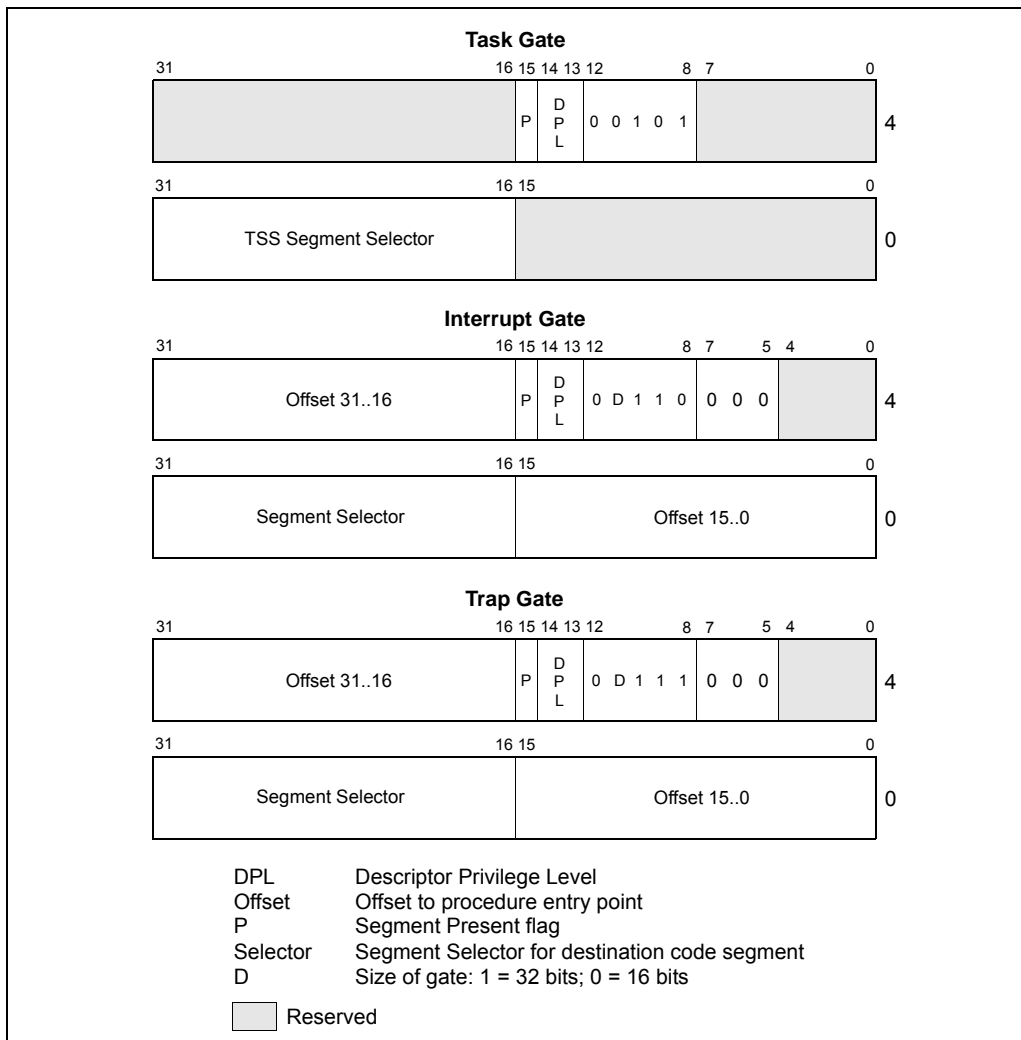 Task Gate
31 16 15 14 13 12 8 7 0
P DPL 0 0 1 0 1 4
31 16 15 0
TSS Segment Selector 0
Interrupt Gate
31 16 15 14 13 12 8 7 5 4 0
Offset 31..16 P DPL 0 D 1 1 0 0 0 0 4
31 16 15 0
Segment Selector Offset 15..0 0
Trap Gate
31 16 15 14 13 12 8 7 5 4 0
Offset 31..16 P DPL 0 D 1 1 1 0 0 0 4
31 16 15 0
Segment Selector Offset 15..0 0
DPL Descriptor Privilege Level
Offset Offset to procedure entry point
P Segment Present flag
Selector Segment Selector for destination code segment
D Size of gate: 1 = 32 bits; 0 = 16 bits
Reserved